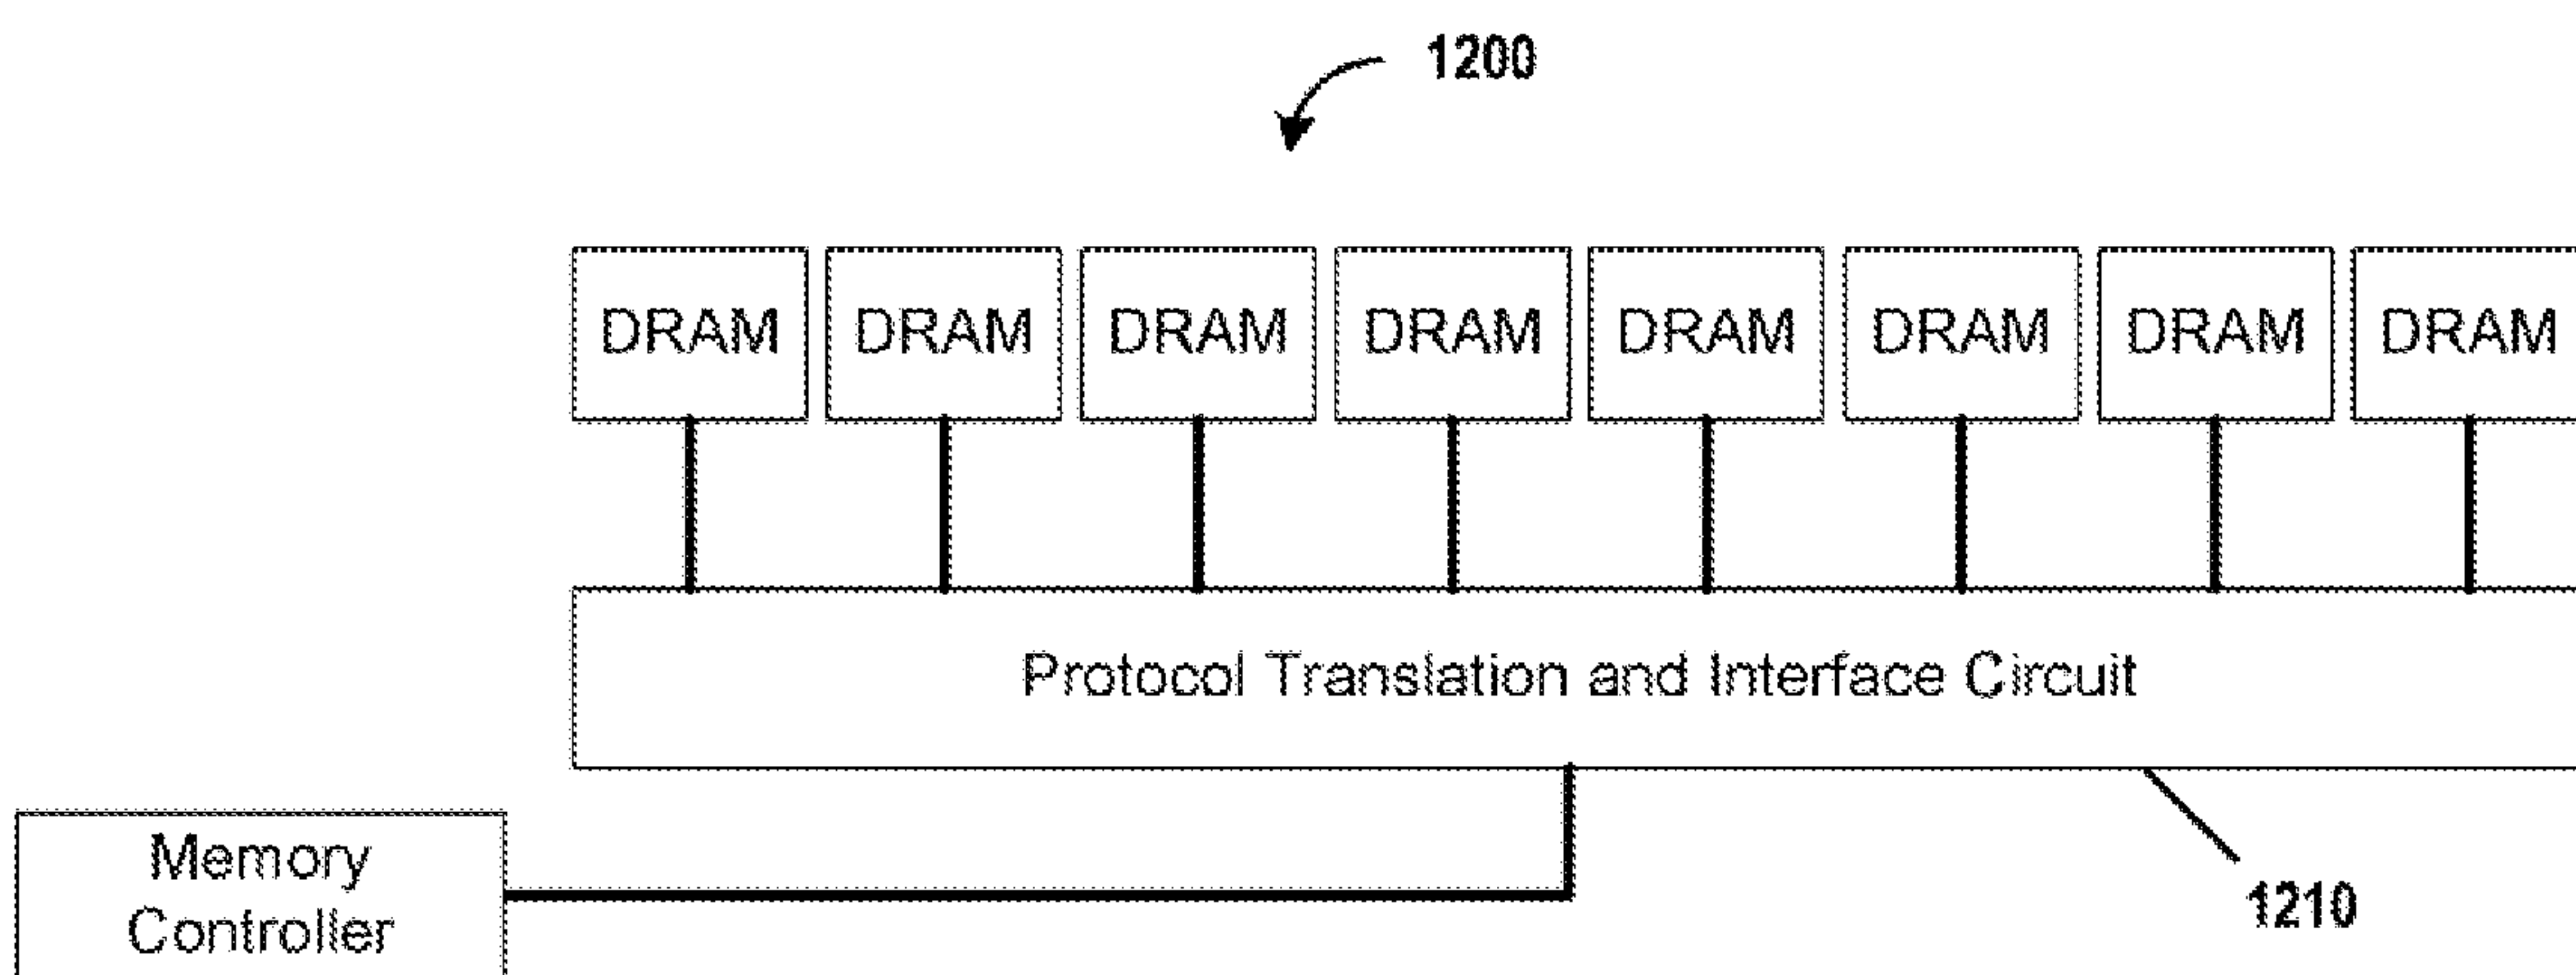 1200
DRAM DRAM DRAM DRAM DRAM DRAM DRAM DRAM
Protocol Translation and Interface Circuit
Memory
Controller
1210